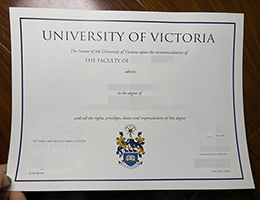 UNIVERSITY OF VICTORIA
The Senate of the University of Victoria upon the recommendation of
THE FACULTY OF
admits
to the degree of
with all the rights, privileges, duties and responsibilities of this degree